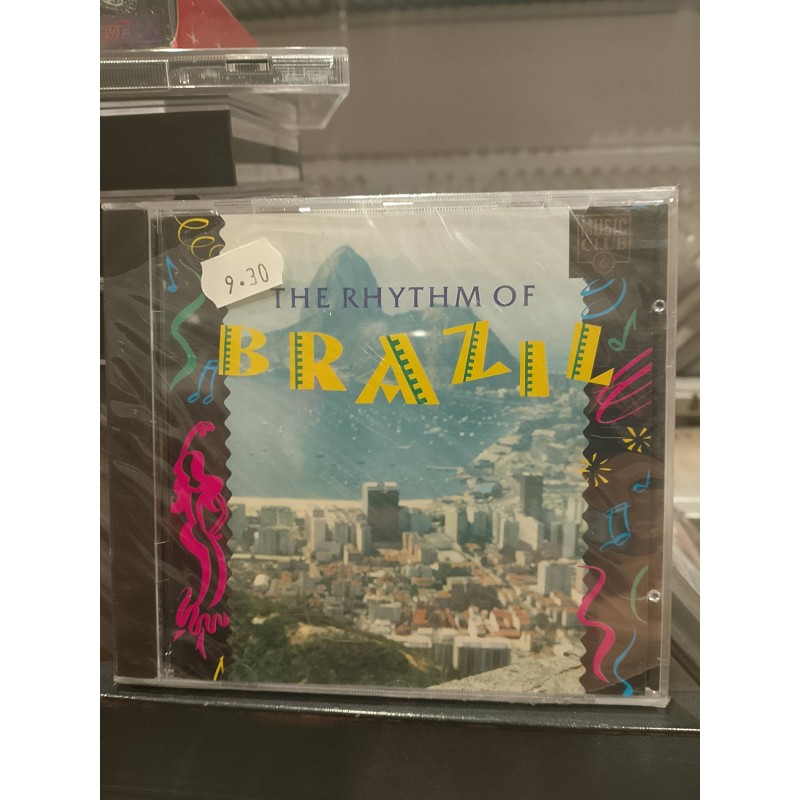 MUSIC
CLUB
9.30
THE RHYTHM OF
BRAZIL